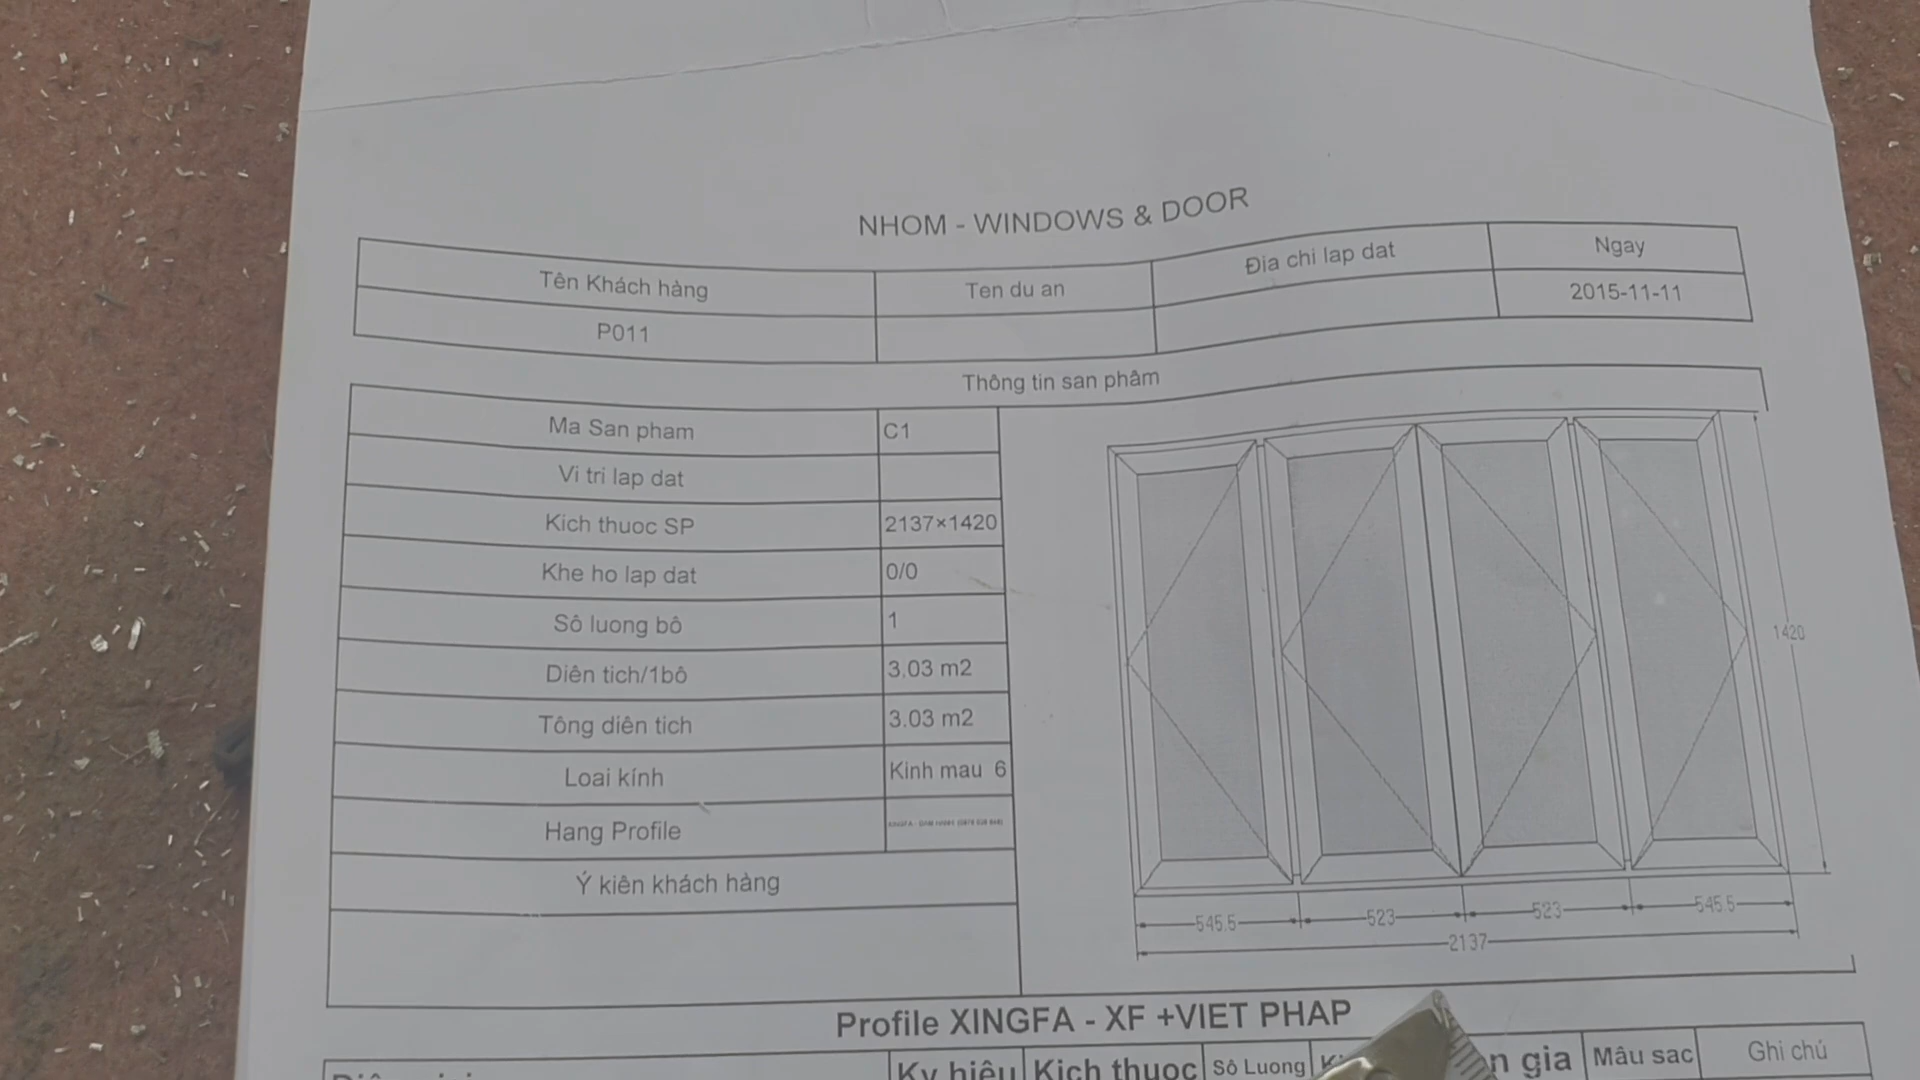 NHOM - WINDOWS & DOOR
Tên Khách hàng Ten du an Đia chi lap dat Ngay
P011 2015-11-11
Thông tin san phâm
Ma San pham C1
Vi tri lap dat
Kich thuoc SP 2137×1420
Khe ho lap dat 0/0
Sô luong bô 1
Diên tich/1bô 3.03 m2
Tông diên tich 3.03 m2
Loai kính Kinh mau 6
Hang Profile
Ý kiên khách hàng
1420
545.5 523 523 545.5
2137
Profile XINGFA - XF +VIET PHAP
Ky hiêu Kich thuoc Sô Luong gia Mâu sac Ghi chú